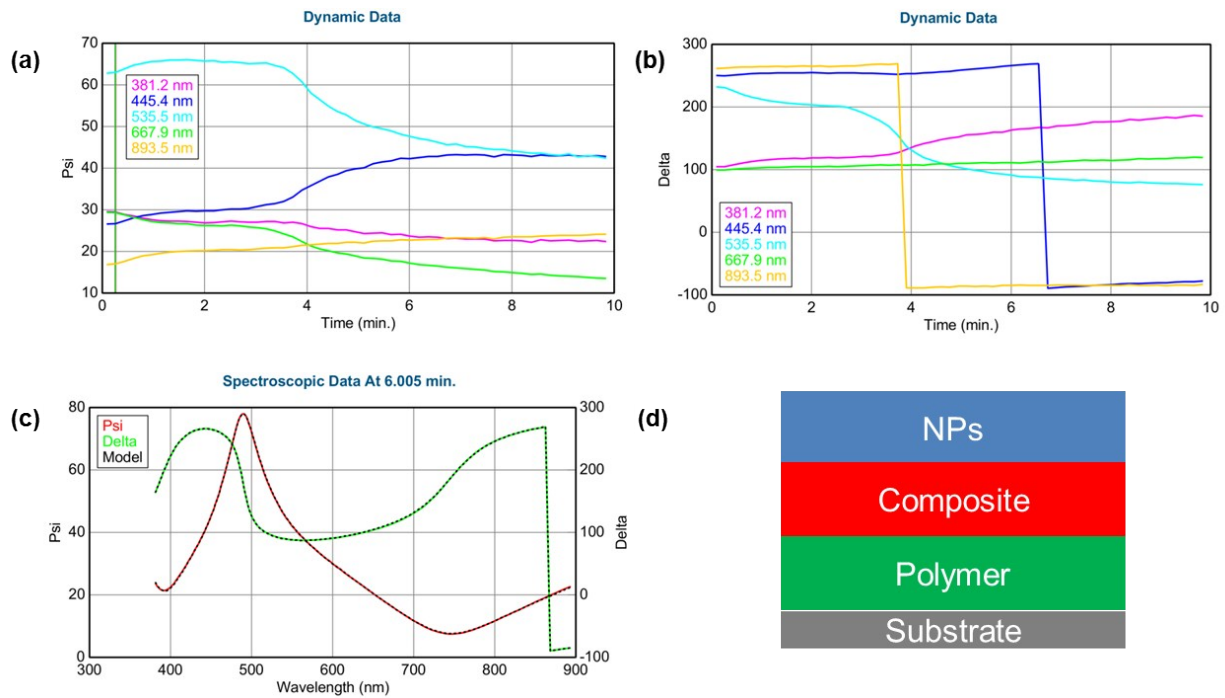 (a)
Dynamic Data
70
60
50
40
30
20
10
Psi
381.2 nm
445.4 nm
535.5 nm
667.9 nm
893.5 nm
0 2 4 6 8 10
Time (min.)
(b)
Dynamic Data
300
200
100
0
-100
Delta
381.2 nm
445.4 nm
535.5 nm
667.9 nm
893.5 nm
0 2 4 6 8 10
Time (min.)
(c)
Spectroscopic Data At 6.005 min.
80
60
40
20
0
Psi
Psi
Delta
Model
300
200
100
0
-100
Delta
300 400 500 600 700 800 900
Wavelength (nm)
(d)
NPs
Composite
Polymer
Substrate